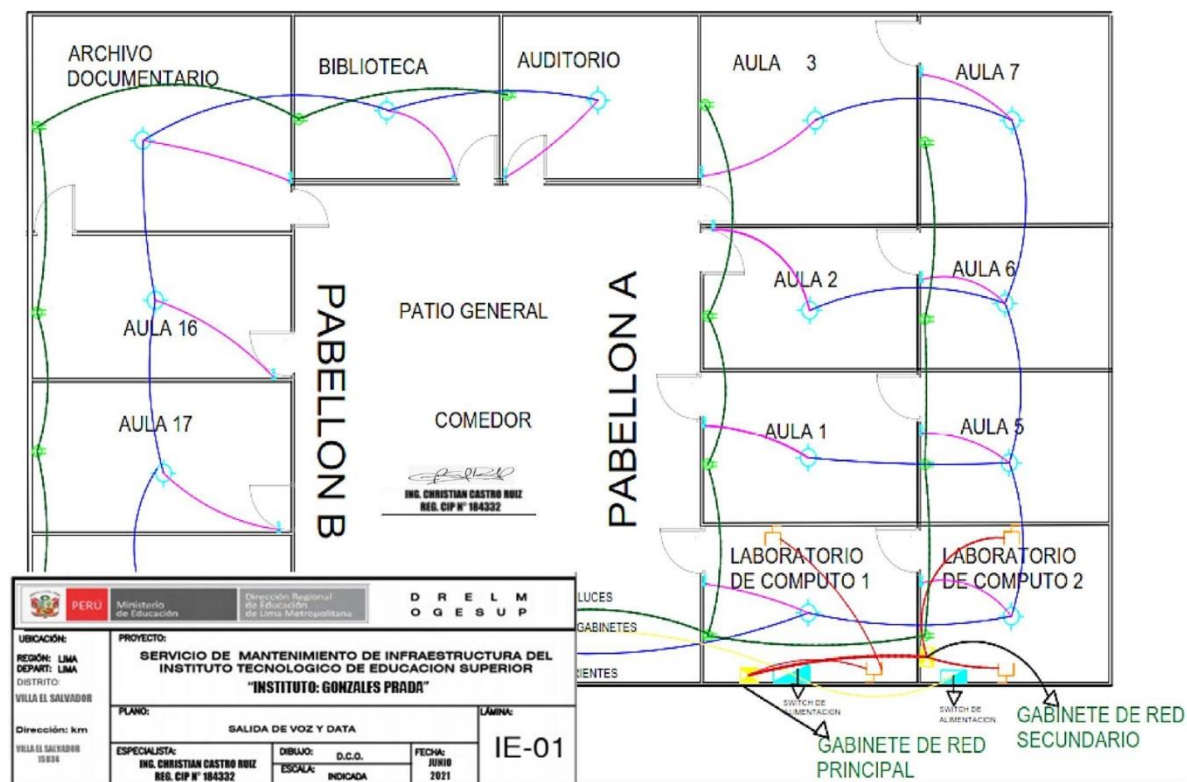 ARCHIVO
DOCUMENTARIO
BIBLIOTECA
AUDITORIO
AULA 3
AULA 7
AULA 16
AULA 17
PABELLON B
PATIO GENERAL
COMEDOR
ING. CHRISTIAN CASTRO RUIZ
REG. CIP N° 184332
PABELLON A
AULA 2
AULA 6
AULA 1
AULA 5
LABORATORIO
DE COMPUTO 1
LABORATORIO
DE COMPUTO 2
LUCES
GABINETES
RIENTES
SWITCH DE
ALIMENTACION
SWITCH DE
ALIMENTACION
GABINETE DE RED
PRINCIPAL
GABINETE DE RED
SECUNDARIO
PERÚ
Ministerio
de Educación
Dirección Regional
de Educación
de Lima Metropolitana
D R E L M
O G E S U P
UBICACIÓN:
REGIÓN: LIMA
DEPART: LIMA
DISTRITO:
VILLA EL SALVADOR
Dirección: km
VILLA EL SALVADOR
15834
PROYECTO:
SERVICIO DE MANTENIMIENTO DE INFRAESTRUCTURA DEL
INSTITUTO TECNOLOGICO DE EDUCACION SUPERIOR
"INSTITUTO: GONZALES PRADA"
PLANO:
SALIDA DE VOZ Y DATA
LÁMINA:
IE-01
ESPECIALISTA:
ING. CHRISTIAN CASTRO RUIZ
REG. CIP N° 184332
DIBUJO: D.C.O.
ESCALA: INDICADA
FECHA:
JUNIO
2021